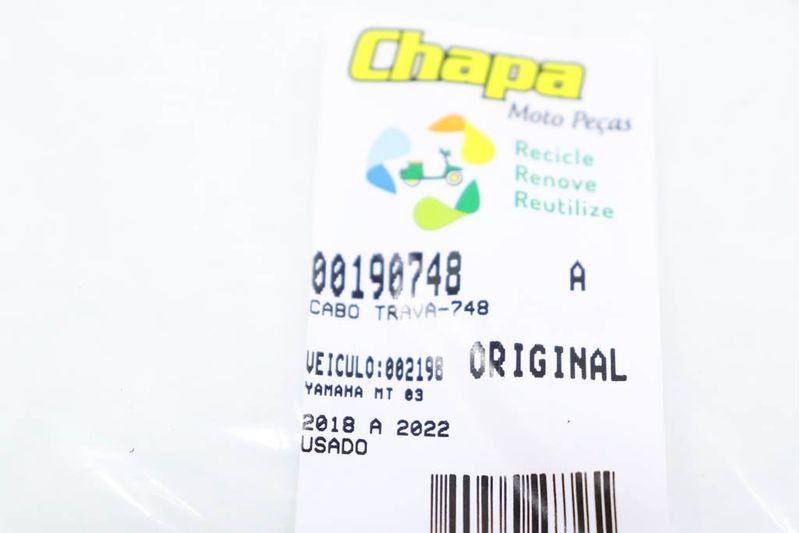 Chapa
Moto Peças
Recicle
Renove
Reutilize
00190748 A
CABO TRAVA-748
VEICULO:002198 ORIGINAL
YAMAHA MT 03
2018 A 2022
USADO